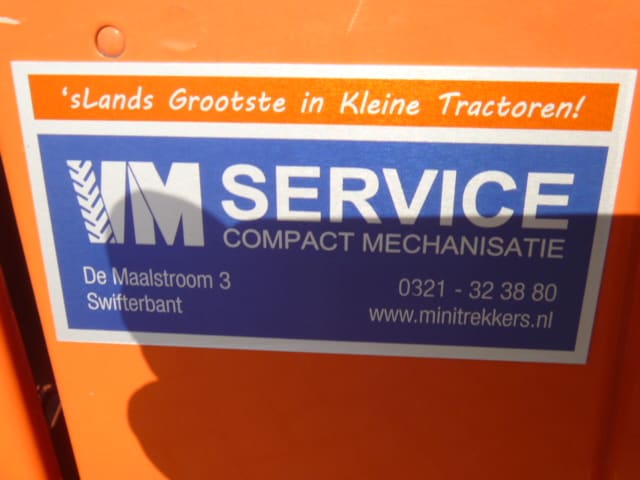 'sLands Grootste in Kleine Tractoren!
VM SERVICE
COMPACT MECHANISATIE
De Maalstroom 3
Swifterbant
0321 - 32 38 80
www.minitrekkers.nl